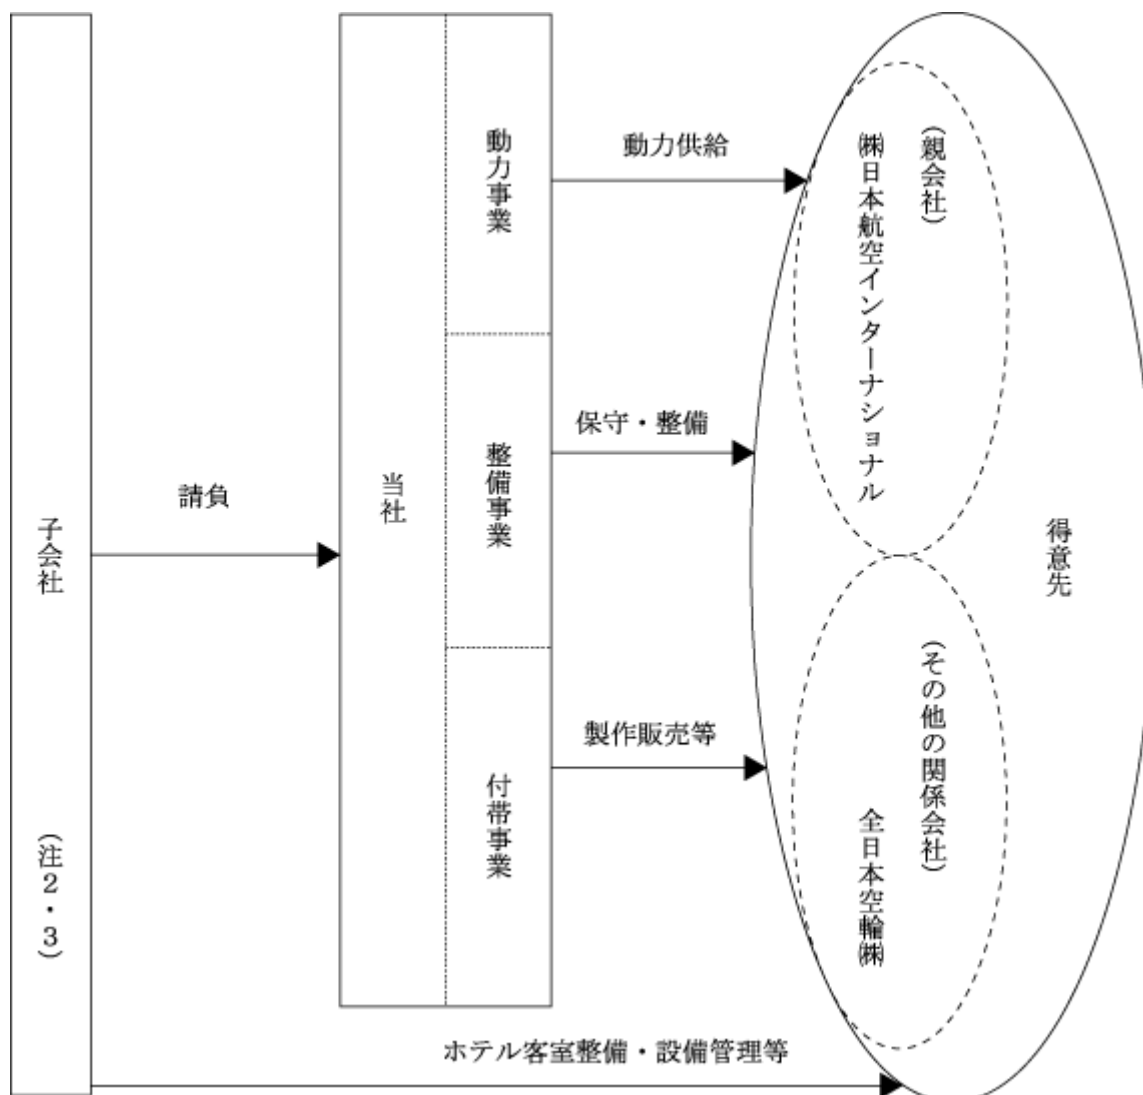 子会社
(注2・3)
請負
当社
動力事業
整備事業
付帯事業
動力供給
保守・整備
製作販売等
ホテル客室整備・設備管理等
(親会社)
㈱日本航空インターナショナル
(その他の関係会社)
全日本空輸㈱
得意先